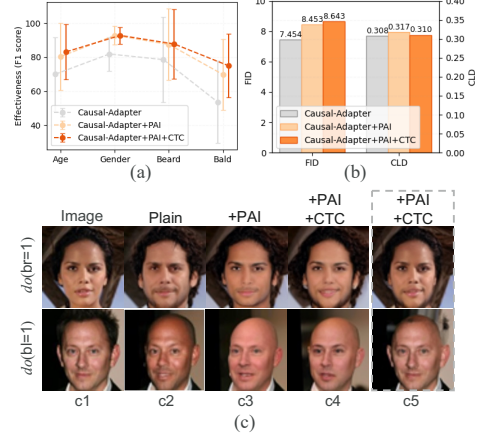 100
80
60
40
Effectiveness (F1 score)
Causal-Adapter
Causal-Adapter+PAI
Causal-Adapter+PAI+CTC
Age
Gender
Beard
Bald
(a)
10
8
6
4
2
0
FID
7.454
8.453
8.643
0.308
0.317
0.310
0.40
0.35
0.30
0.25
0.20
0.15
0.10
0.05
0.00
CLD
Causal-Adapter
Causal-Adapter+PAI
Causal-Adapter+PAI+CTC
FID
CLD
(b)
Image
Plain
+PAI
+PAI
+CTC
+PAI
+CTC
do(br=1)
do(bl=1)
c1
c2
c3
c4
c5
(c)